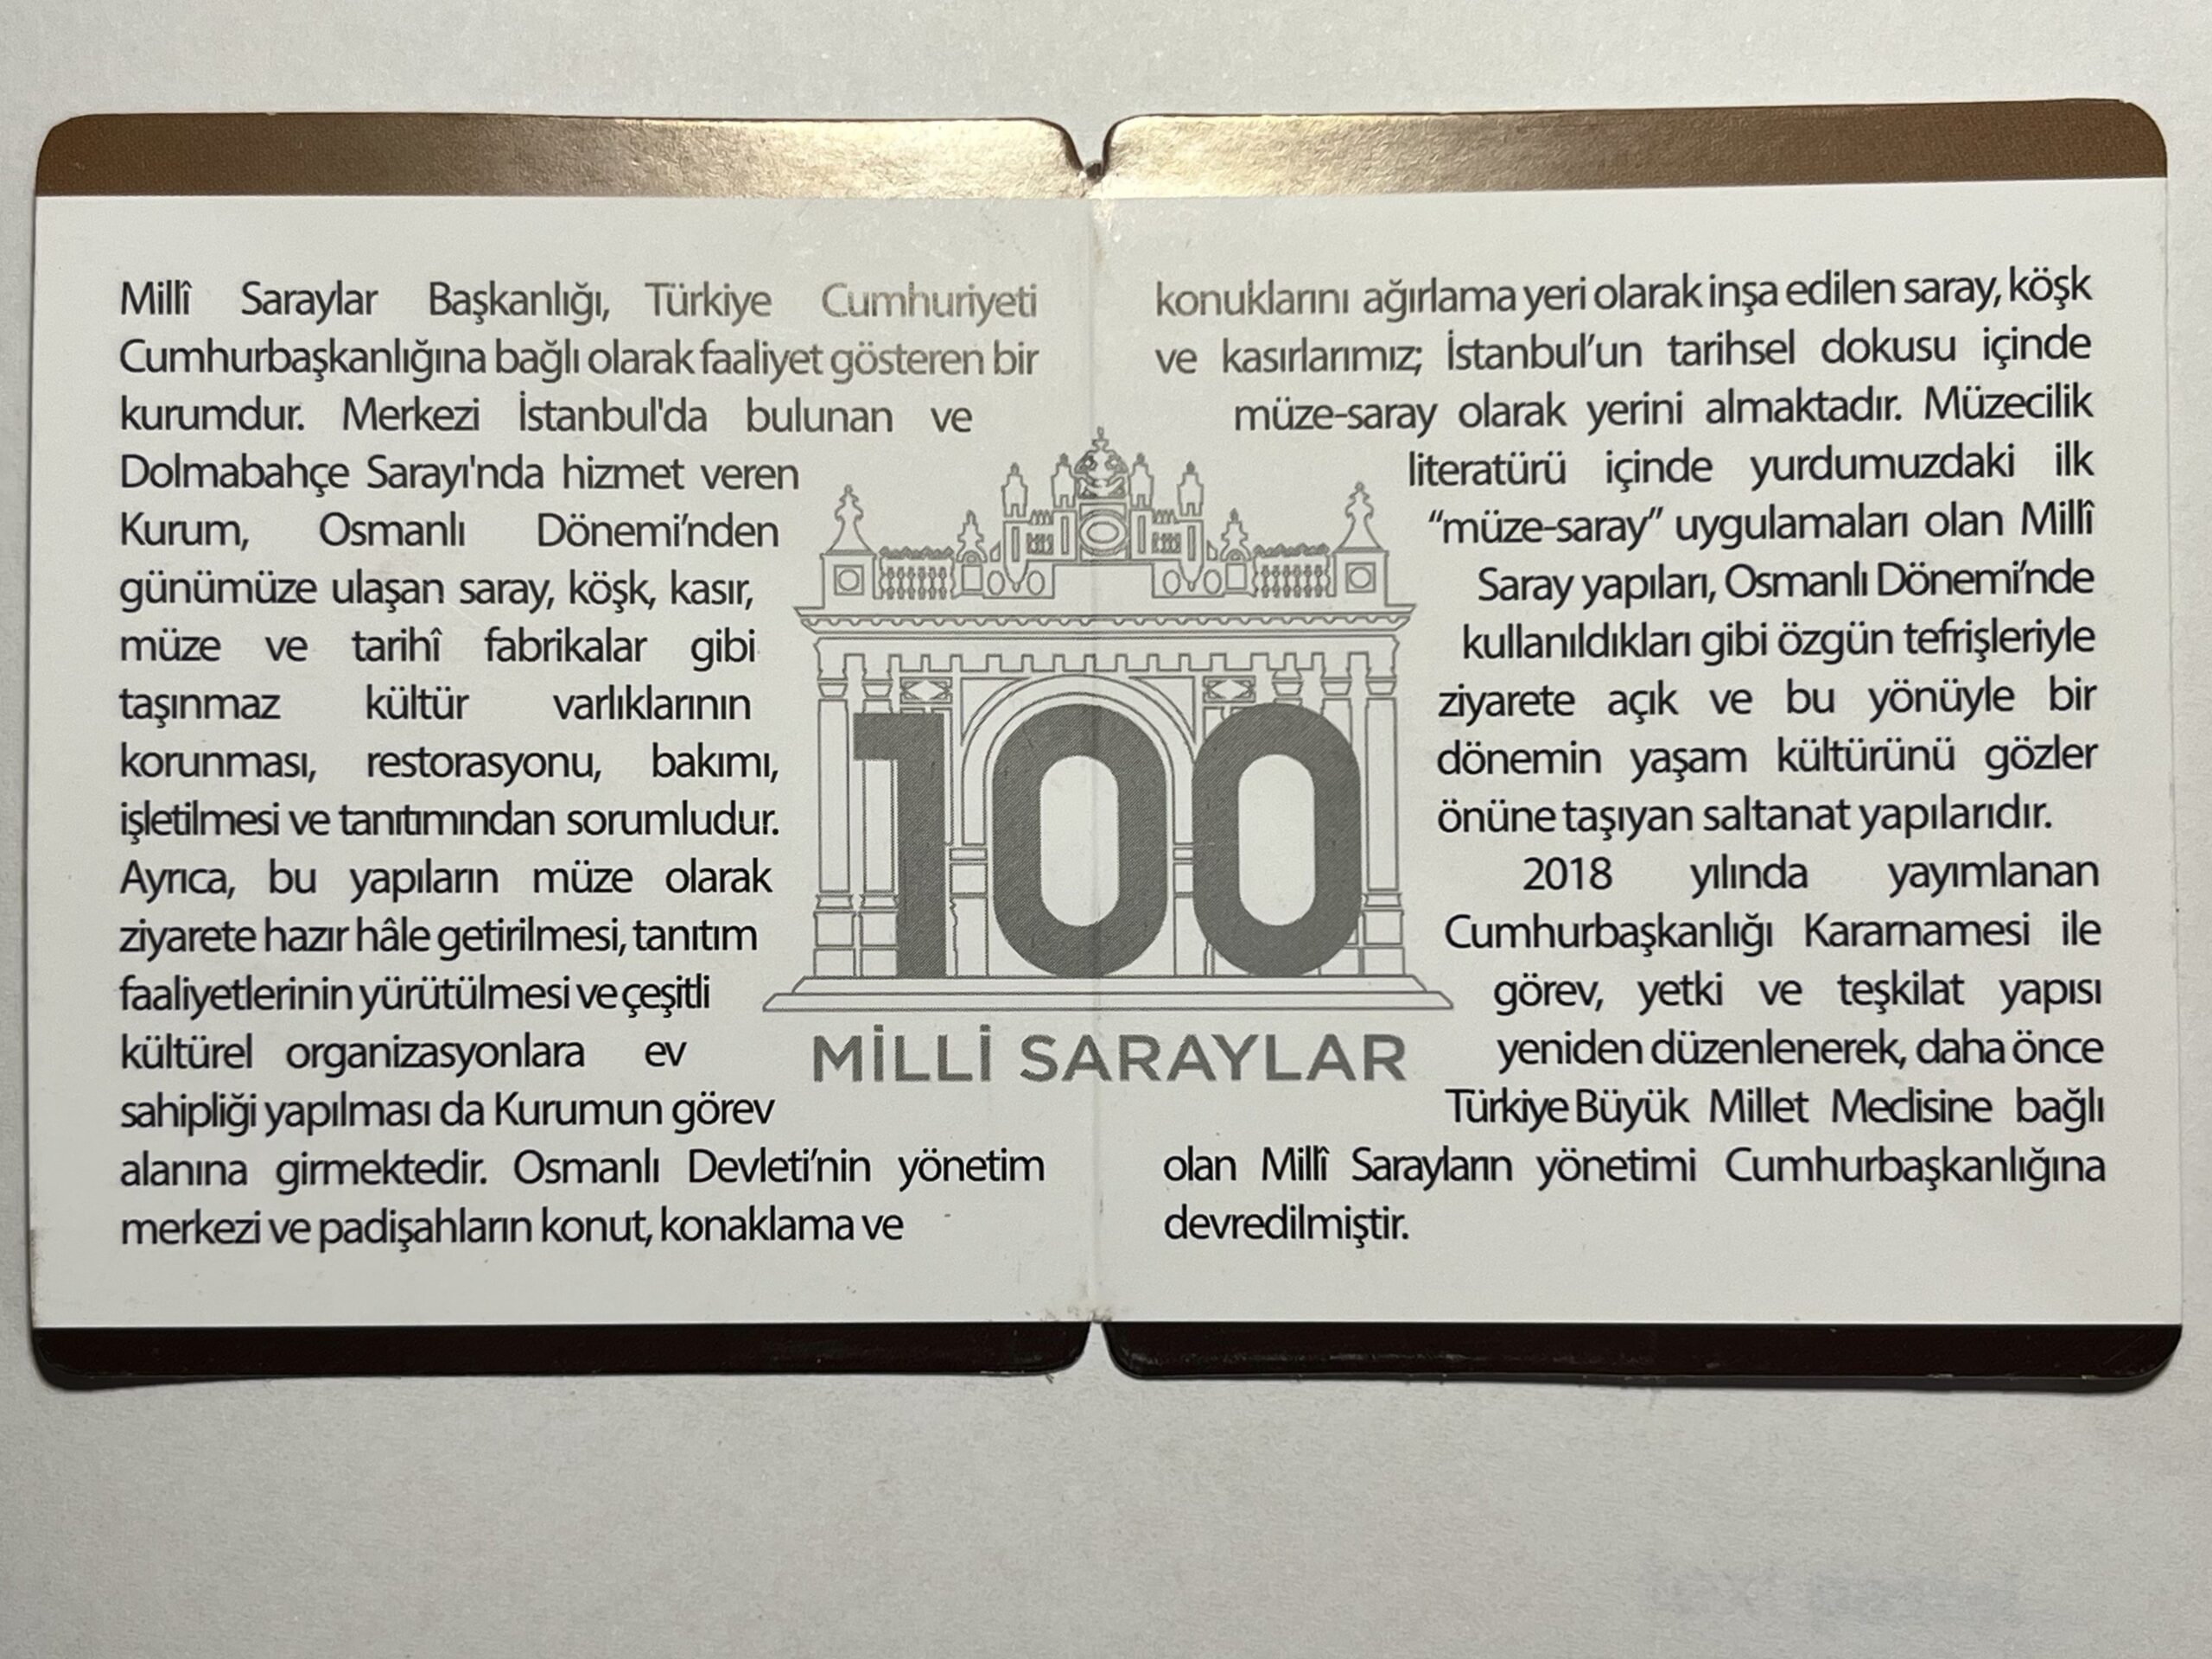 Millî Saraylar Başkanlığı, Türkiye Cumhuriyeti
Cumhurbaşkanlığına bağlı olarak faaliyet gösteren bir
kurumdur. Merkezi İstanbul'da bulunan ve
Dolmabahçe Sarayı'nda hizmet veren
Kurum, Osmanlı Dönemi’nden
günümüze ulaşan saray, köşk, kasır,
müze ve tarihî fabrikalar gibi
taşınmaz kültür varlıklarının
korunması, restorasyonu, bakımı,
işletilmesi ve tanıtımından sorumludur.
Ayrıca, bu yapıların müze olarak
ziyarete hazır hâle getirilmesi, tanıtım
faaliyetlerinin yürütülmesi ve çeşitli
kültürel organizasyonlara ev
sahipliği yapılması da Kurumun görev
alanına girmektedir. Osmanlı Devleti’nin yönetim
merkezi ve padişahların konut, konaklama ve
100
MİLLİ SARAYLAR
konuklarını ağırlama yeri olarak inşa edilen saray, köşk
ve kasırlarımız; İstanbul’un tarihsel dokusu içinde
müze-saray olarak yerini almaktadır. Müzecilik
literatürü içinde yurdumuzdaki ilk
“müze-saray” uygulamaları olan Millî
Saray yapıları, Osmanlı Dönemi’nde
kullanıldıkları gibi özgün tefrişleriyle
ziyarete açık ve bu yönüyle bir
dönemin yaşam kültürünü gözler
önüne taşıyan saltanat yapılarıdır.
2018 yılında yayımlanan
Cumhurbaşkanlığı Kararnamesi ile
görev, yetki ve teşkilat yapısı
yeniden düzenlenerek, daha önce
Türkiye Büyük Millet Meclisine bağlı
olan Millî Sarayların yönetimi Cumhurbaşkanlığına
devredilmiştir.